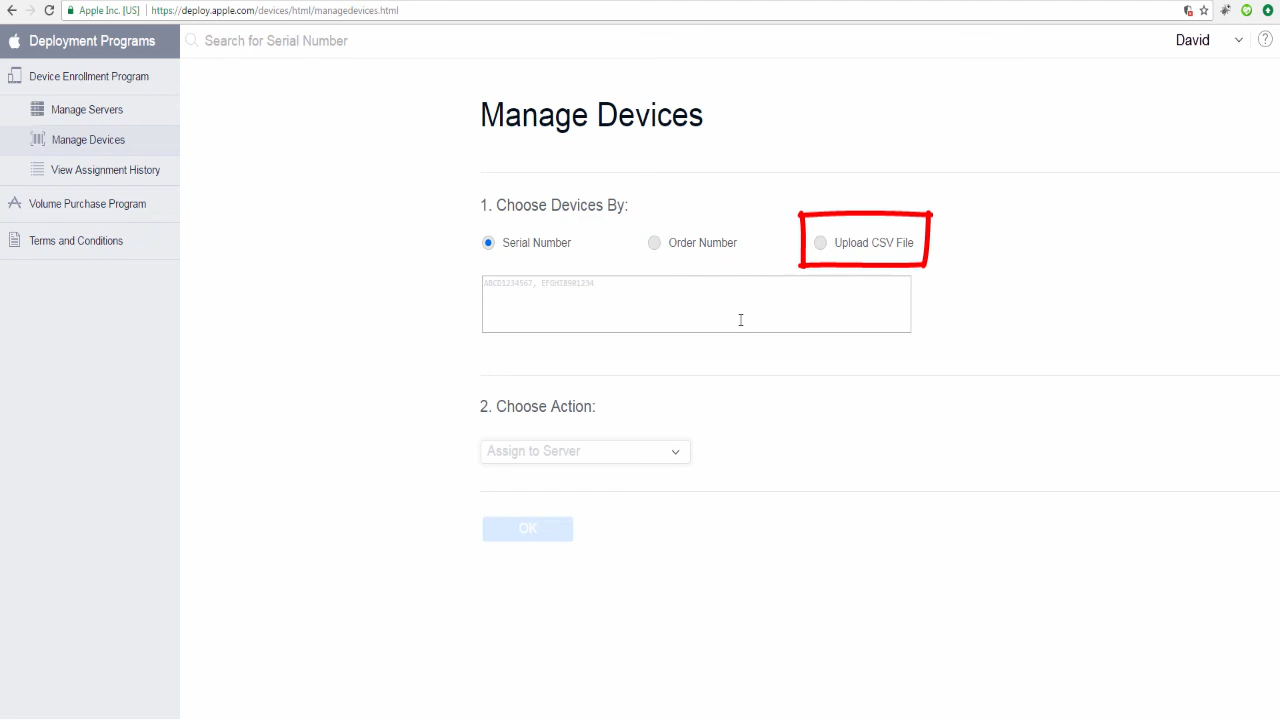 Apple Inc. [US] https://deploy.apple.com/devices/html/managedevices.html
Deployment Programs
Search for Serial Number
David
?
Device Enrollment Program
Manage Servers
Manage Devices
View Assignment History
Volume Purchase Program
Terms and Conditions
Manage Devices
1. Choose Devices By:
Serial Number
Order Number
Upload CSV File
ABCD1234567, EFGHI8901234
2. Choose Action:
Assign to Server
OK